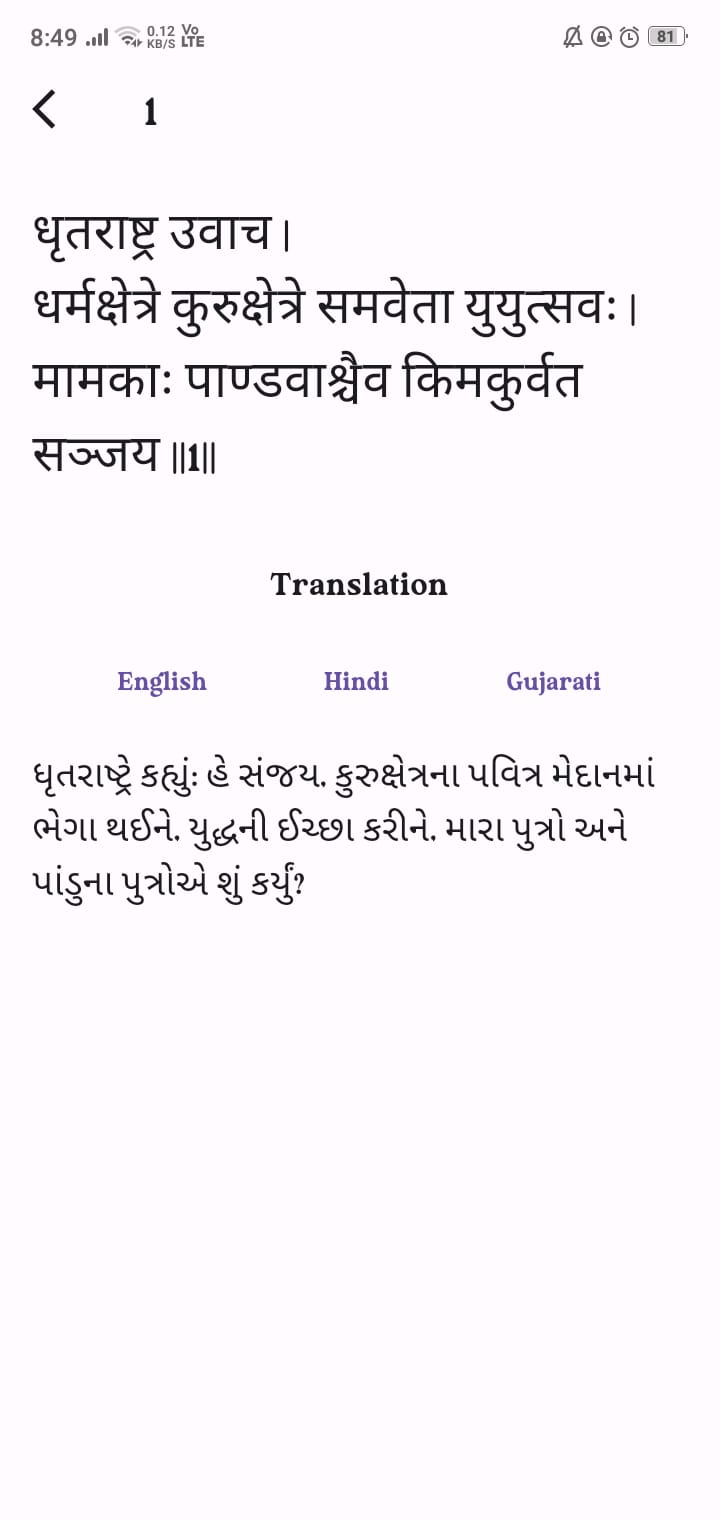 8:49 0.12 KB/S Vo LTE 81
1
धृतराष्ट्र उवाच।
धर्मक्षेत्रे कुरुक्षेत्रे समवेता युयुत्सवः।
मामकाः पाण्डवाश्चैव किमकुर्वत
सञ्जय॥1॥
Translation
English Hindi Gujarati
ધૃતરાષ્ટ્રે કહ્યું: હે સંજય, કુરુક્ષેત્રના પવિત્ર મેદાનમાં
ભેગા થઈને, યુદ્ધની ઈચ્છા કરીને, મારા પુત્રો અને
પાંડુના પુત્રોએ શું કર્યું?